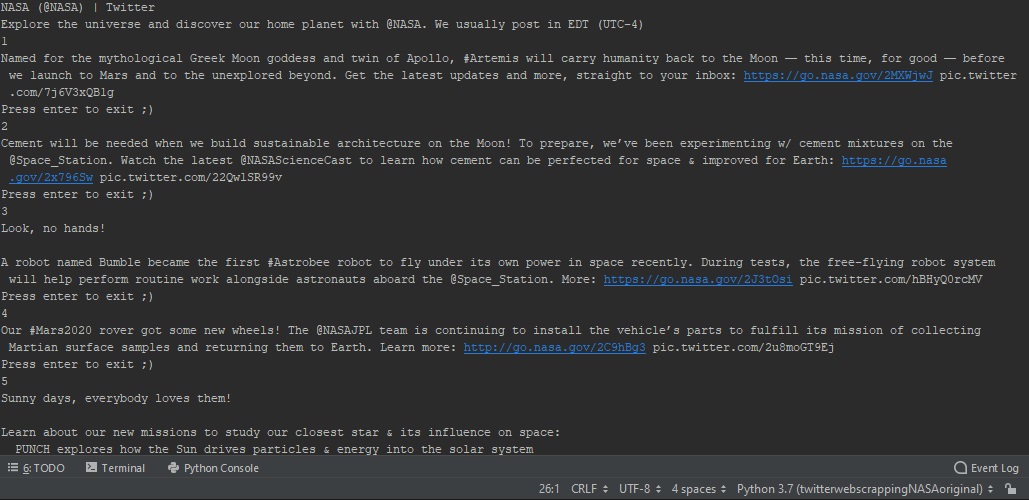 NASA (@NASA) | Twitter
Explore the universe and discover our home planet with @NASA. We usually post in EDT (UTC-4)
1
Named for the mythological Greek Moon goddess and twin of Apollo, #Artemis will carry humanity back to the Moon — this time, for good — before
we launch to Mars and to the unexplored beyond. Get the latest updates and more, straight to your inbox: https://go.nasa.gov/2MXWjwJ pic.twitter
.com/7j6V3xQBlg
Press enter to exit ;)
2
Cement will be needed when we build sustainable architecture on the Moon! To prepare, we’ve been experimenting w/ cement mixtures on the
@Space_Station. Watch the latest @NASAScienceCast to learn how cement can be perfected for space & improved for Earth: https://go.nasa
.gov/2x796Sw pic.twitter.com/22QwlSR99v
Press enter to exit ;)
3
Look, no hands!
A robot named Bumble became the first #Astrobee robot to fly under its own power in space recently. During tests, the free-flying robot system
will help perform routine work alongside astronauts aboard the @Space_Station. More: https://go.nasa.gov/2J3tOsi pic.twitter.com/hBHyQ0rcMV
Press enter to exit ;)
4
Our #Mars2020 rover got some new wheels! The @NASAJPL team is continuing to install the vehicle’s parts to fulfill its mission of collecting
Martian surface samples and returning them to Earth. Learn more: http://go.nasa.gov/2C9hBg3 pic.twitter.com/2u8moGT9Ej
Press enter to exit ;)
5
Sunny days, everybody loves them!
Learn about our new missions to study our closest star & its influence on space:
PUNCH explores how the Sun drives particles & energy into the solar system
6: TODO Terminal Python Console Event Log
26:1 CRLF UTF-8 4 spaces Python 3.7 (twitterwebscrappingNASAoriginal)